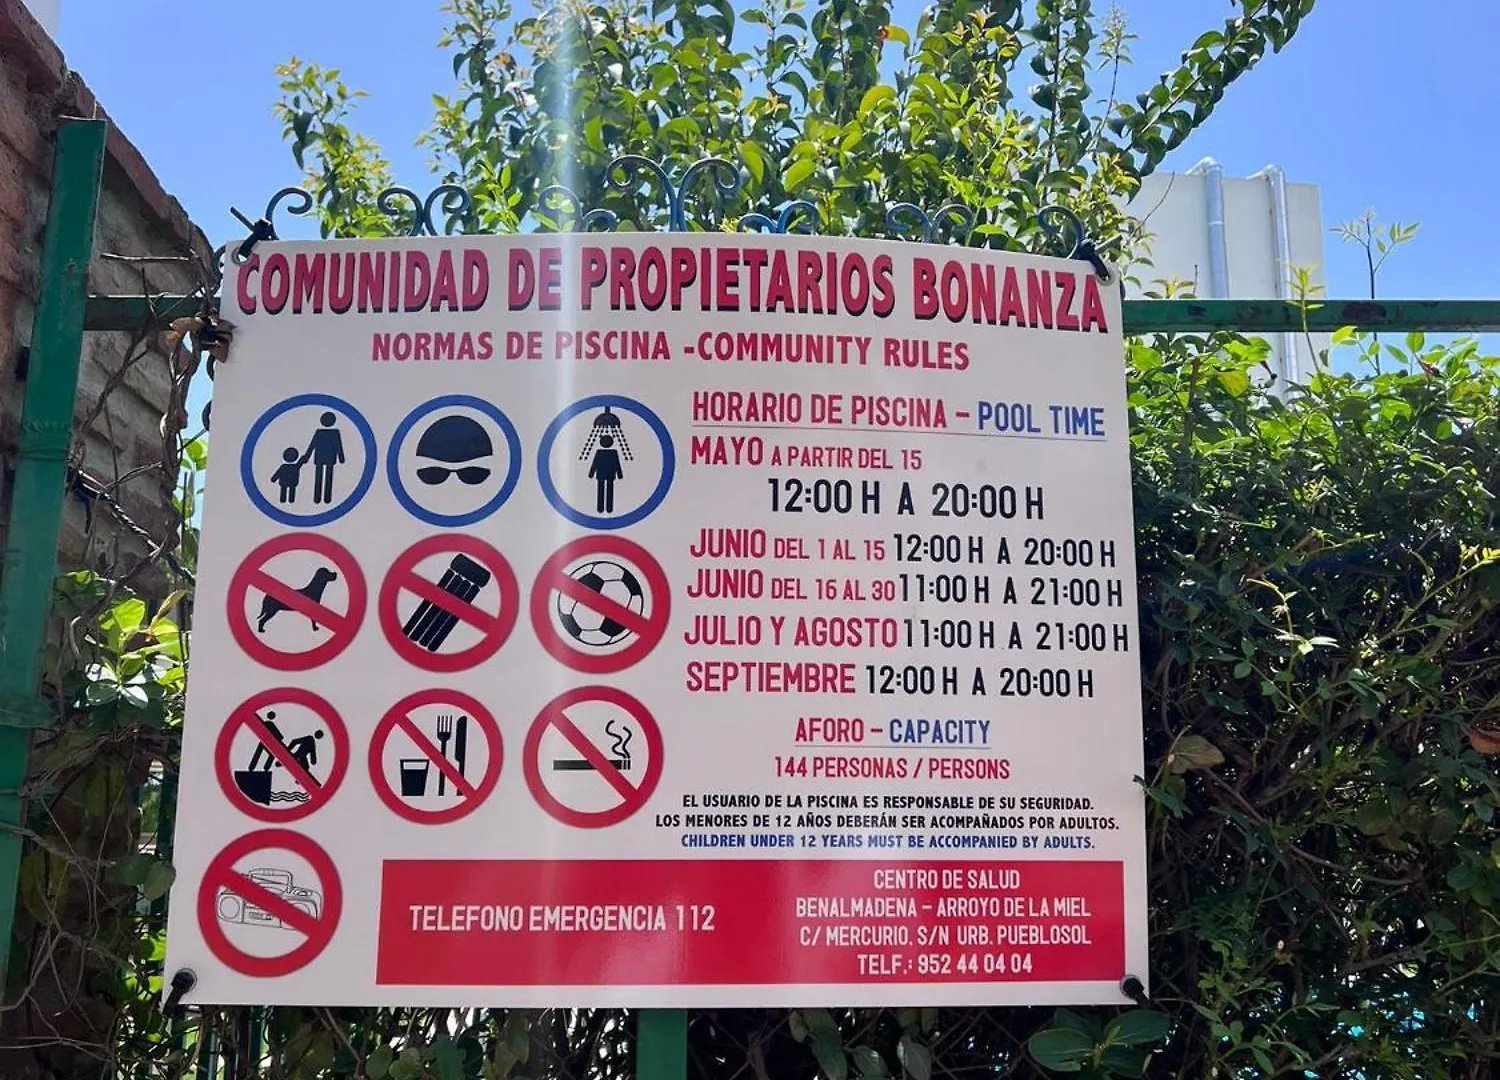 COMUNIDAD DE PROPIETARIOS BONANZA
NORMAS DE PISCINA -COMMUNITY RULES
HORARIO DE PISCINA - POOL TIME
MAYO A PARTIR DEL 15
12:00 H A 20:00 H
JUNIO DEL 1 AL 15 12:00 H A 20:00 H
JUNIO DEL 16 AL 30 11:00 H A 21:00 H
JULIO Y AGOSTO 11:00 H A 21:00 H
SEPTIEMBRE 12:00 H A 20:00 H
AFORO - CAPACITY
144 PERSONAS / PERSONS
EL USUARIO DE LA PISCINA ES RESPONSABLE DE SU SEGURIDAD.
LOS MENORES DE 12 AÑOS DEBERÁN SER ACOMPAÑADOS POR ADULTOS.
CHILDREN UNDER 12 YEARS MUST BE ACCOMPANIED BY ADULTS.
TELEFONO EMERGENCIA 112
CENTRO DE SALUD
BENALMADENA - ARROYO DE LA MIEL
C/ MERCURIO. S/N URB. PUEBLOSOL
TELF.: 952 44 04 04